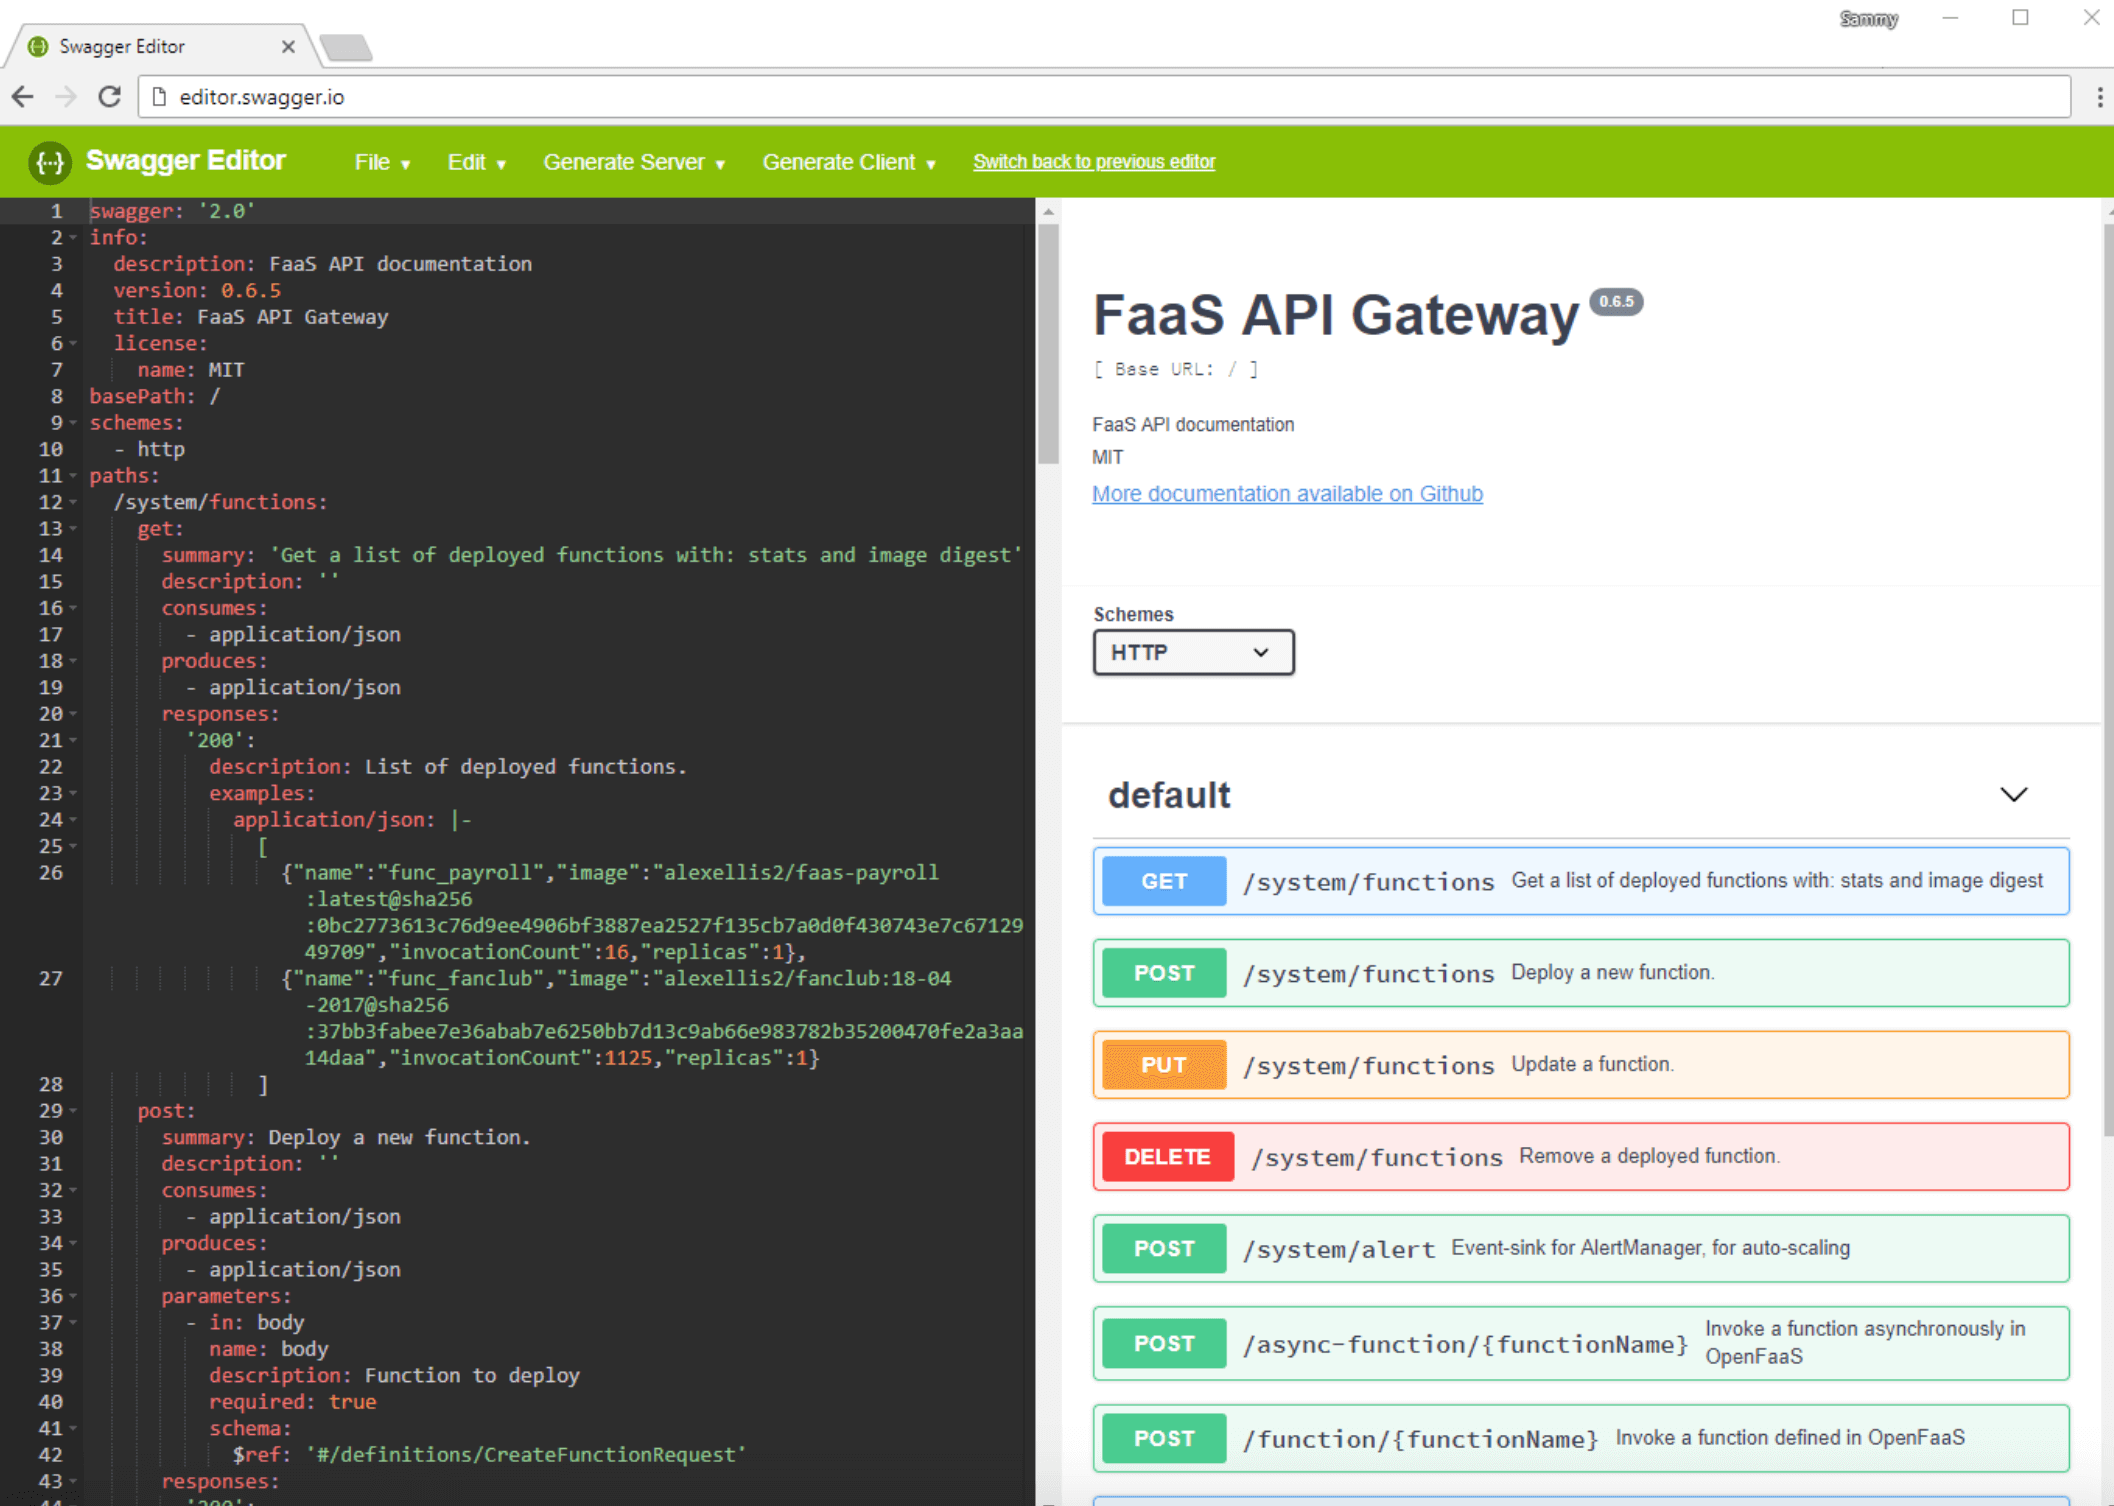 Sammy
Swagger Editor
editor.swagger.io
{···} Swagger Editor File ▾ Edit ▾ Generate Server ▾ Generate Client ▾ Switch back to previous editor
1 swagger: '2.0'
2 info:
3 description: FaaS API documentation
4 version: 0.6.5
5 title: FaaS API Gateway
6 license:
7 name: MIT
8 basePath: /
9 schemes:
10 - http
11 paths:
12 /system/functions:
13 get:
14 summary: 'Get a list of deployed functions with: stats and image digest'
15 description: ''
16 consumes:
17 - application/json
18 produces:
19 - application/json
20 responses:
21 '200':
22 description: List of deployed functions.
23 examples:
24 application/json: |-
25 [
26 {"name":"func_payroll","image":"alexellis2/faas-payroll
:latest@sha256
:0bc2773613c76d9ee4906bf3887ea2527f135cb7a0d0f430743e7c67129
49709","invocationCount":16,"replicas":1},
27 {"name":"func_fanclub","image":"alexellis2/fanclub:18-04
-2017@sha256
:37bb3fabee7e36abab7e6250bb7d13c9ab66e983782b35200470fe2a3aa
14daa","invocationCount":1125,"replicas":1}
28 ]
29 post:
30 summary: Deploy a new function.
31 description: ''
32 consumes:
33 - application/json
34 produces:
35 - application/json
36 parameters:
37 - in: body
38 name: body
39 description: Function to deploy
40 required: true
41 schema:
42 $ref: '#/definitions/CreateFunctionRequest'
43 responses:
44 '200':
FaaS API Gateway 0.6.5
[ Base URL: / ]
FaaS API documentation
MIT
More documentation available on Github
Schemes
HTTP
default
GET /system/functions Get a list of deployed functions with: stats and image digest
POST /system/functions Deploy a new function.
PUT /system/functions Update a function.
DELETE /system/functions Remove a deployed function.
POST /system/alert Event-sink for AlertManager, for auto-scaling
POST /async-function/{functionName} Invoke a function asynchronously in
OpenFaaS
POST /function/{functionName} Invoke a function defined in OpenFaaS